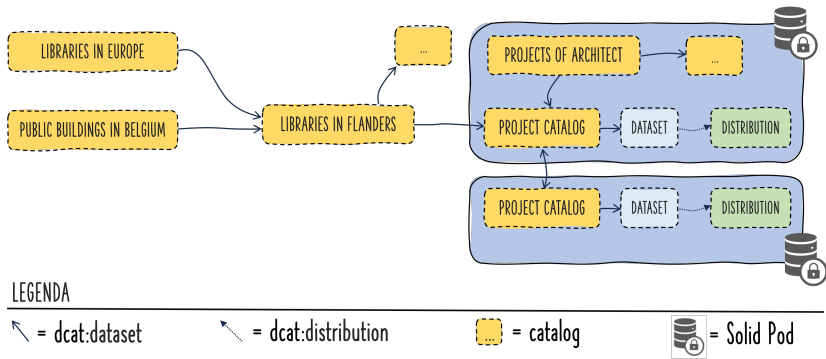 LIBRARIES IN EUROPE
PUBLIC BUILDINGS IN BELGIUM
LIBRARIES IN FLANDERS
...
PROJECTS OF ARCHITECT
...
PROJECT CATALOG
DATASET
DISTRIBUTION
PROJECT CATALOG
DATASET
DISTRIBUTION
LEGENDA
= dcat:dataset
= dcat:distribution
... = catalog
= Solid Pod